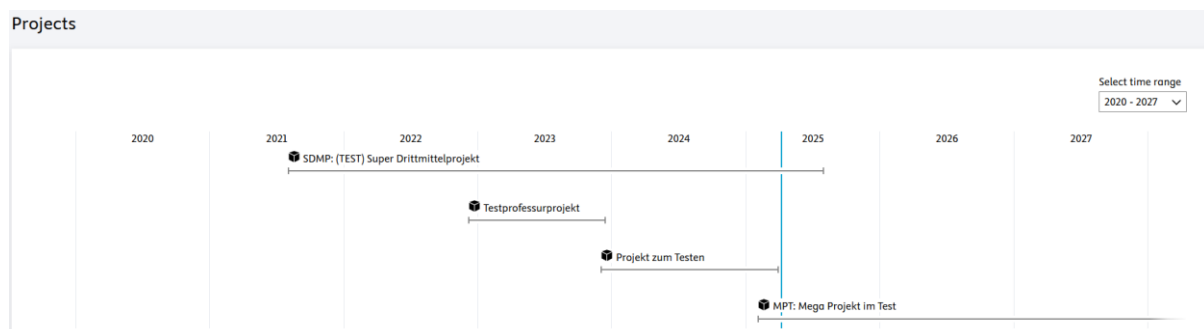 Projects
Select time range
2020 - 2027
2020 2021 2022 2023 2024 2025 2026 2027
SDMP: (TEST) Super Drittmittelprojekt
Testprofessurprojekt
Projekt zum Testen
MPT: Mega Projekt im Test